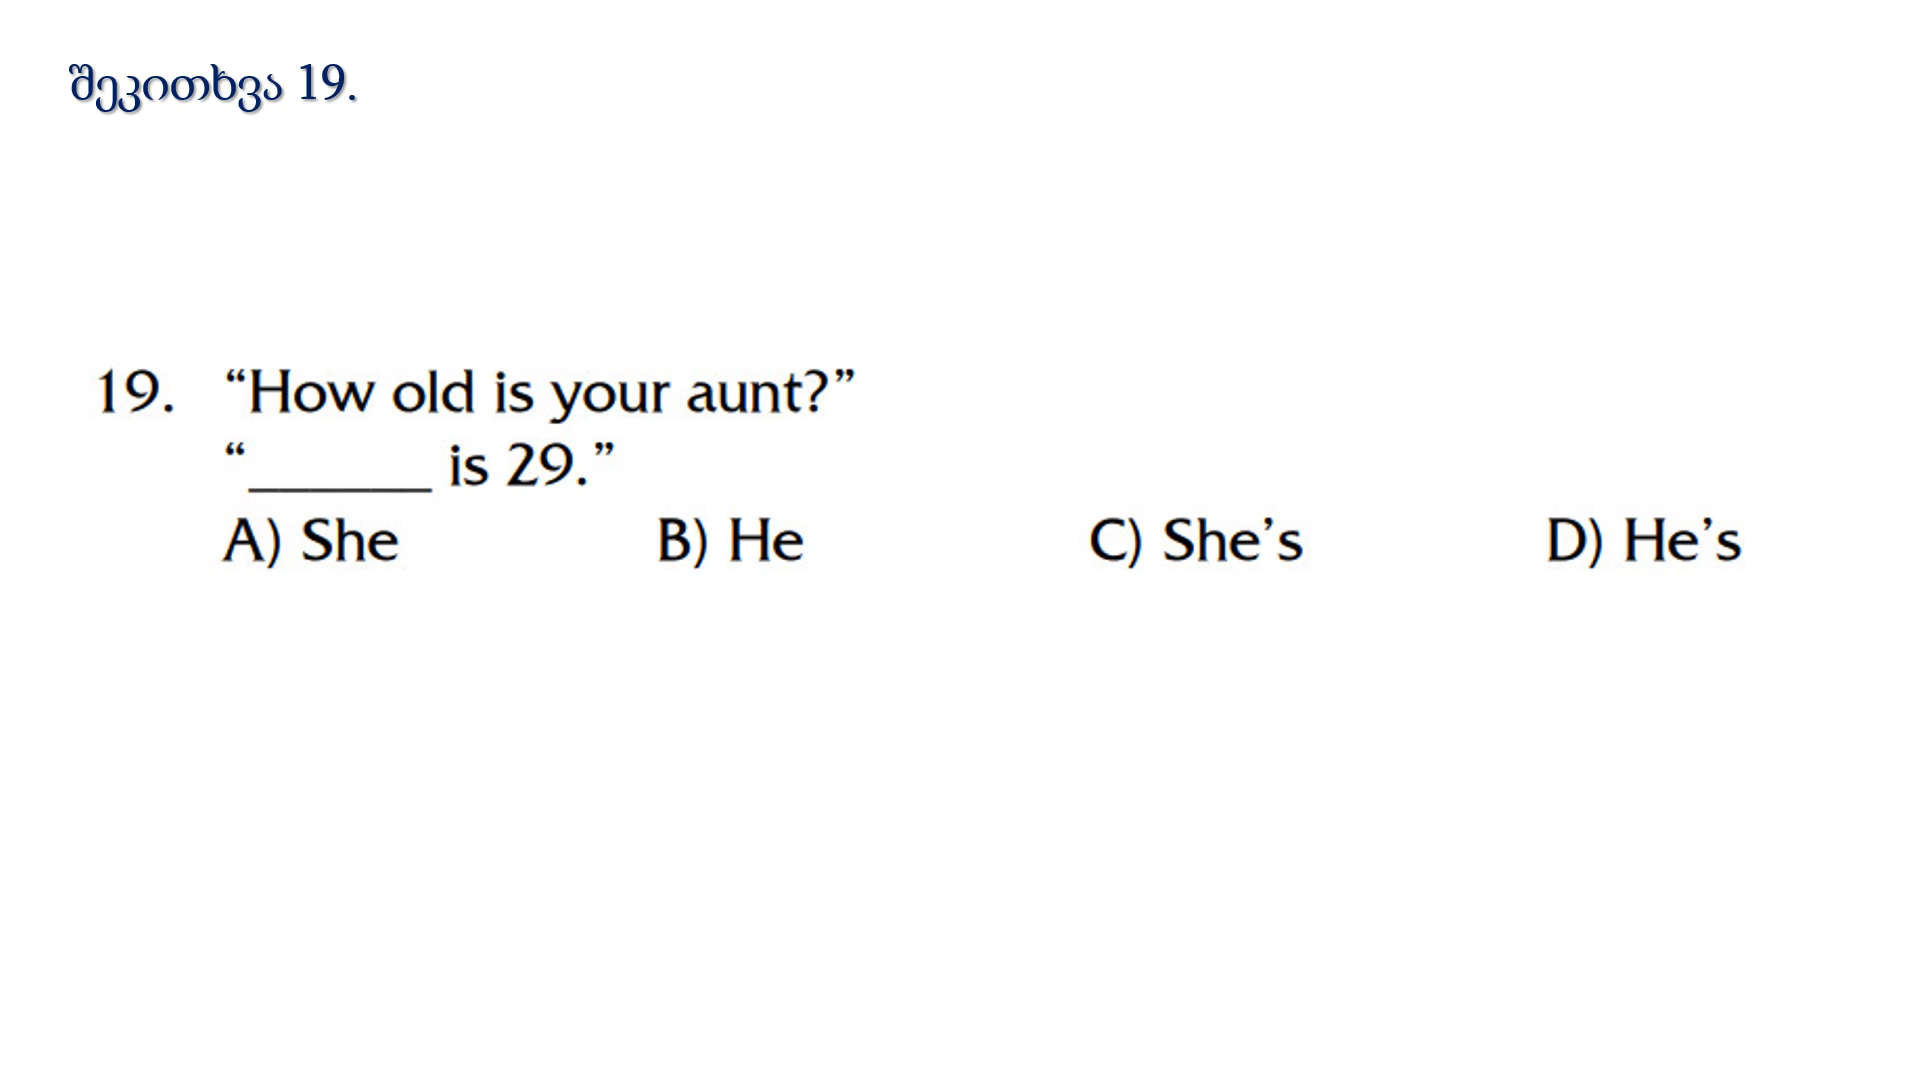 შეკითხვა 19.
19. “How old is your aunt?”
“______ is 29.”
A) She B) He C) She’s D) He’s